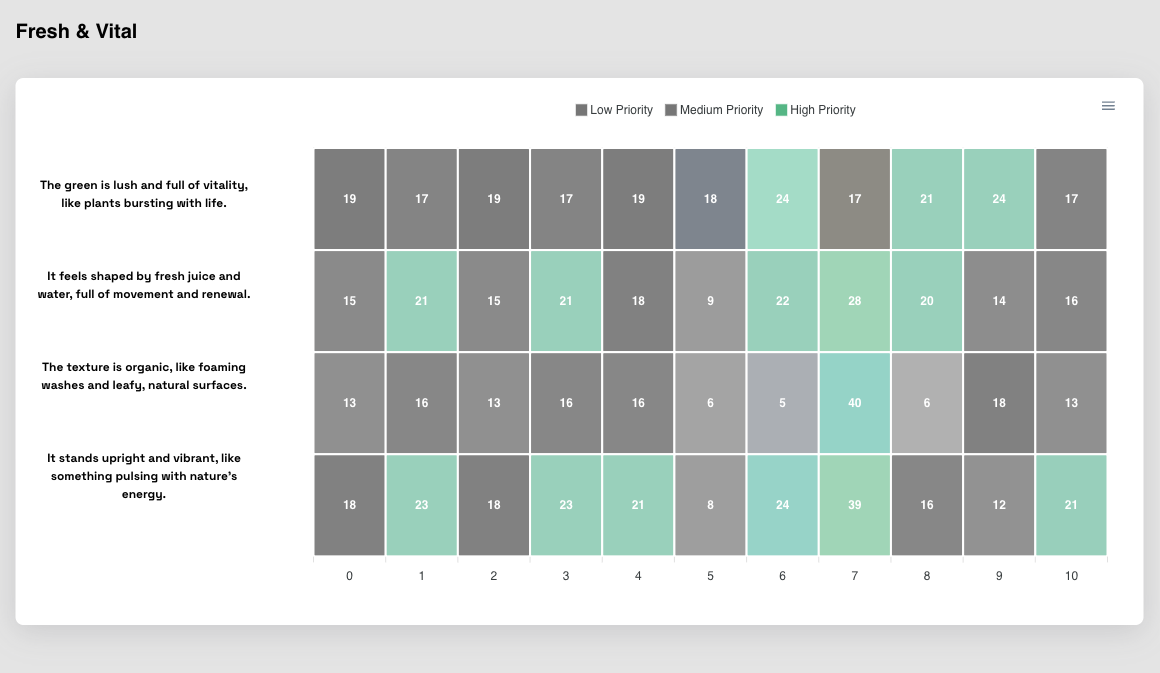 Fresh & Vital
Low Priority Medium Priority High Priority
The green is lush and full of vitality,
like plants bursting with life.
19 17 19 17 19 18 24 17 21 24 17
It feels shaped by fresh juice and
water, full of movement and renewal.
15 21 15 21 18 9 22 28 20 14 16
The texture is organic, like foaming
washes and leafy, natural surfaces.
13 16 13 16 16 6 5 40 6 18 13
It stands upright and vibrant, like
something pulsing with nature's
energy.
18 23 18 23 21 8 24 39 16 12 21
0 1 2 3 4 5 6 7 8 9 10